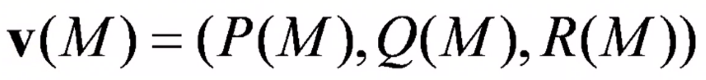 v(M) = (P(M), Q(M), R(M))